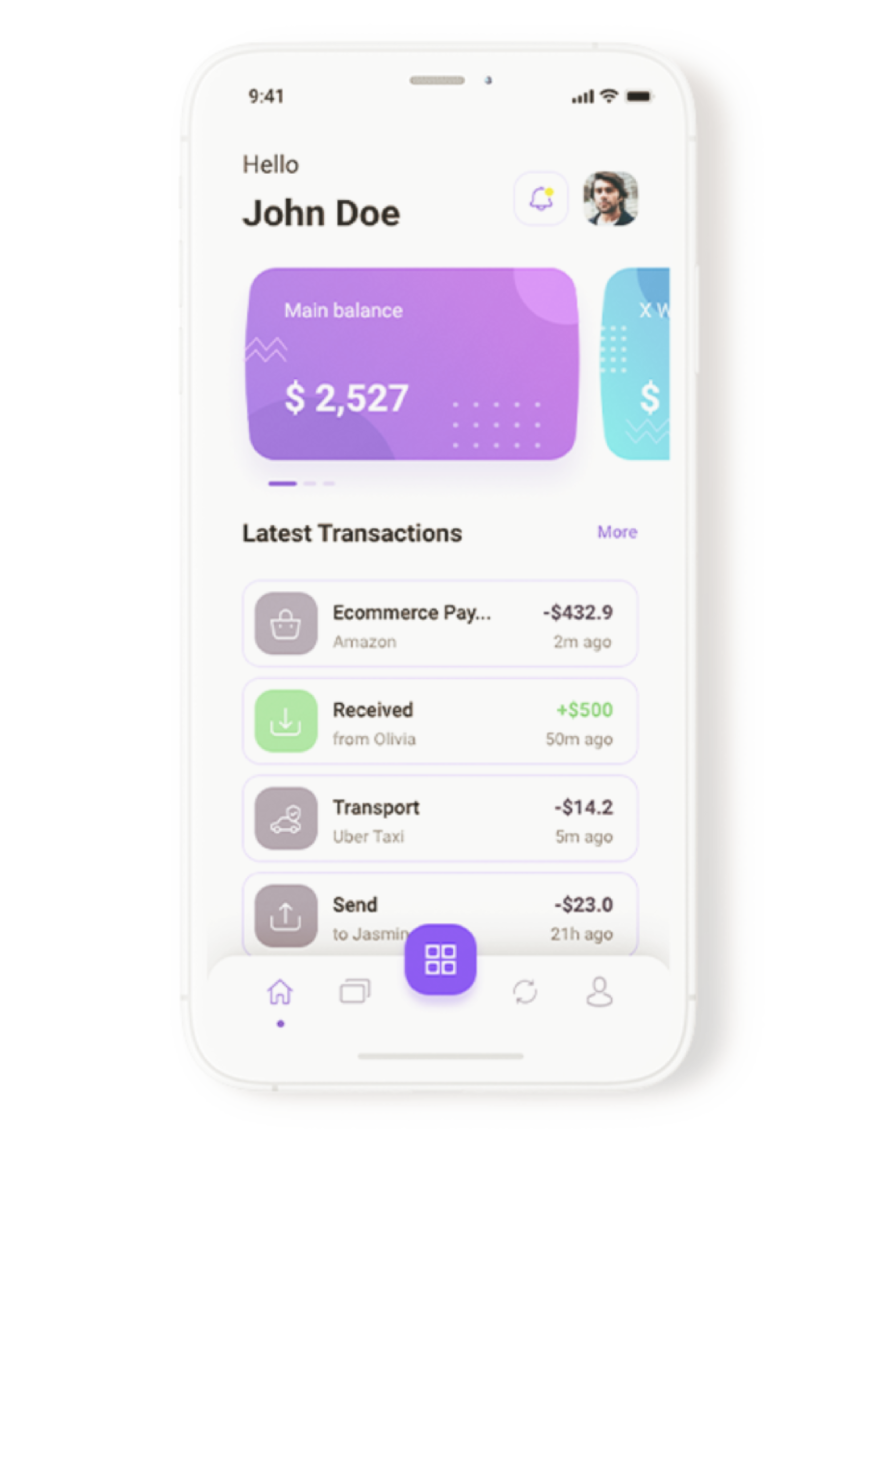 9:41
Hello
John Doe
Main balance
X W
$ 2,527
$
Latest Transactions
More
Ecommerce Pay...
-$432.9
Amazon
2m ago
Received
+$500
from Olivia
50m ago
Transport
-$14.2
Uber Taxi
5m ago
Send
-$23.0
to Jasmin
21h ago